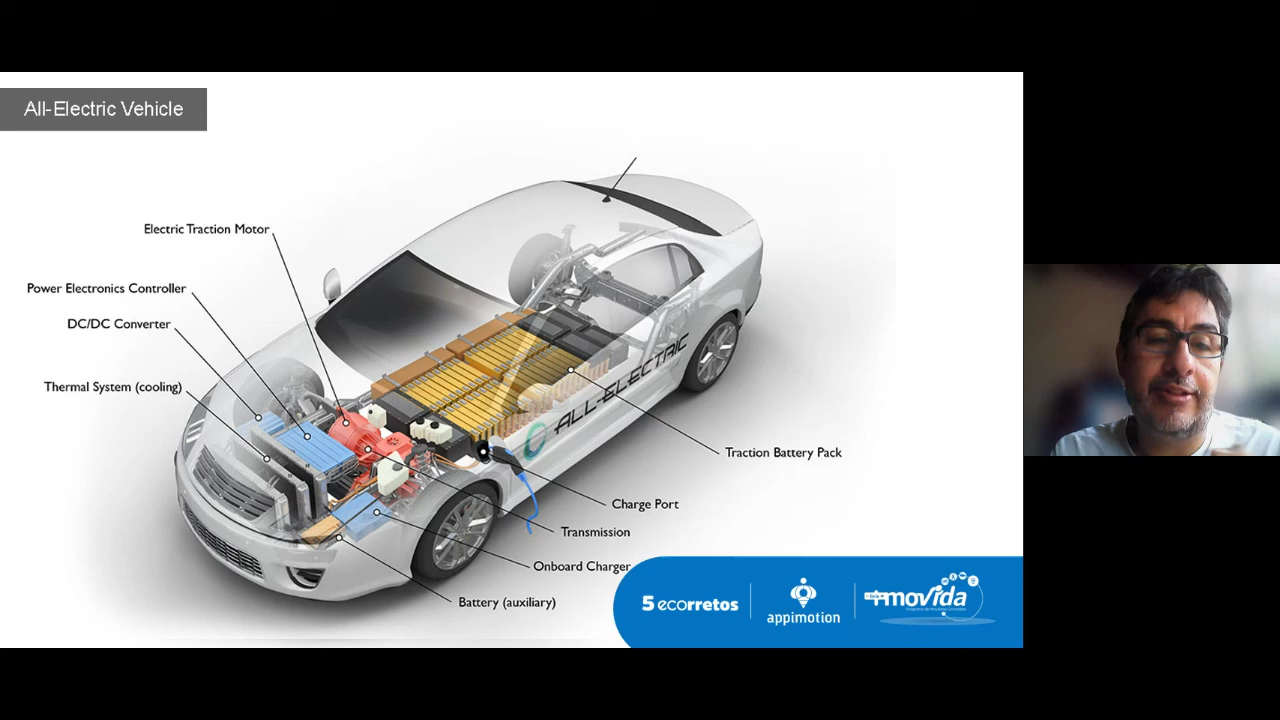 All-Electric Vehicle
Electric Traction Motor
Power Electronics Controller
DC/DC Converter
Thermal System (cooling)
ALL-ELECTRIC
Traction Battery Pack
Charge Port
Transmission
Onboard Charger
Battery (auxiliary)
5 ecorretos
appimotion
movida